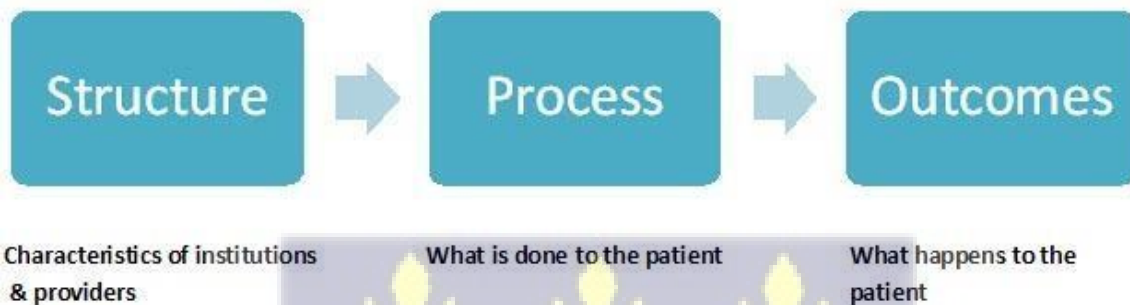 Structure
Process
Outcomes
Characteristics of institutions
& providers
What is done to the patient
What happens to the
patient